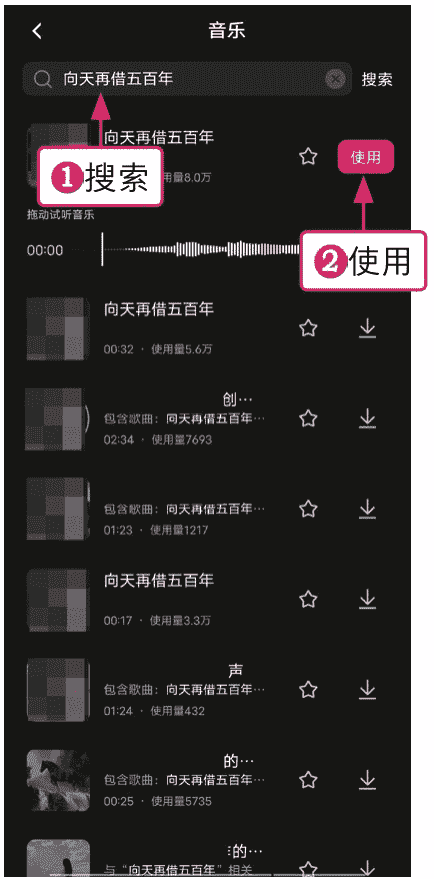 音乐
向天再借五百年
搜索
向天再借五百年
使用量8.0万
使用
❶搜索
拖动试听音乐
00:00
❷使用
向天再借五百年
00:32 · 使用量5.6万
创…
包含歌曲：向天再借五百年…
02:34 · 使用量7693
包含歌曲：向天再借五百年…
01:23 · 使用量1217
向天再借五百年
00:17 · 使用量3.3万
声
包含歌曲：向天再借五百年…
01:24 · 使用量432
的…
包含歌曲：向天再借五百年…
00:25 · 使用量5735
的…
与“向天再借五百年”相关